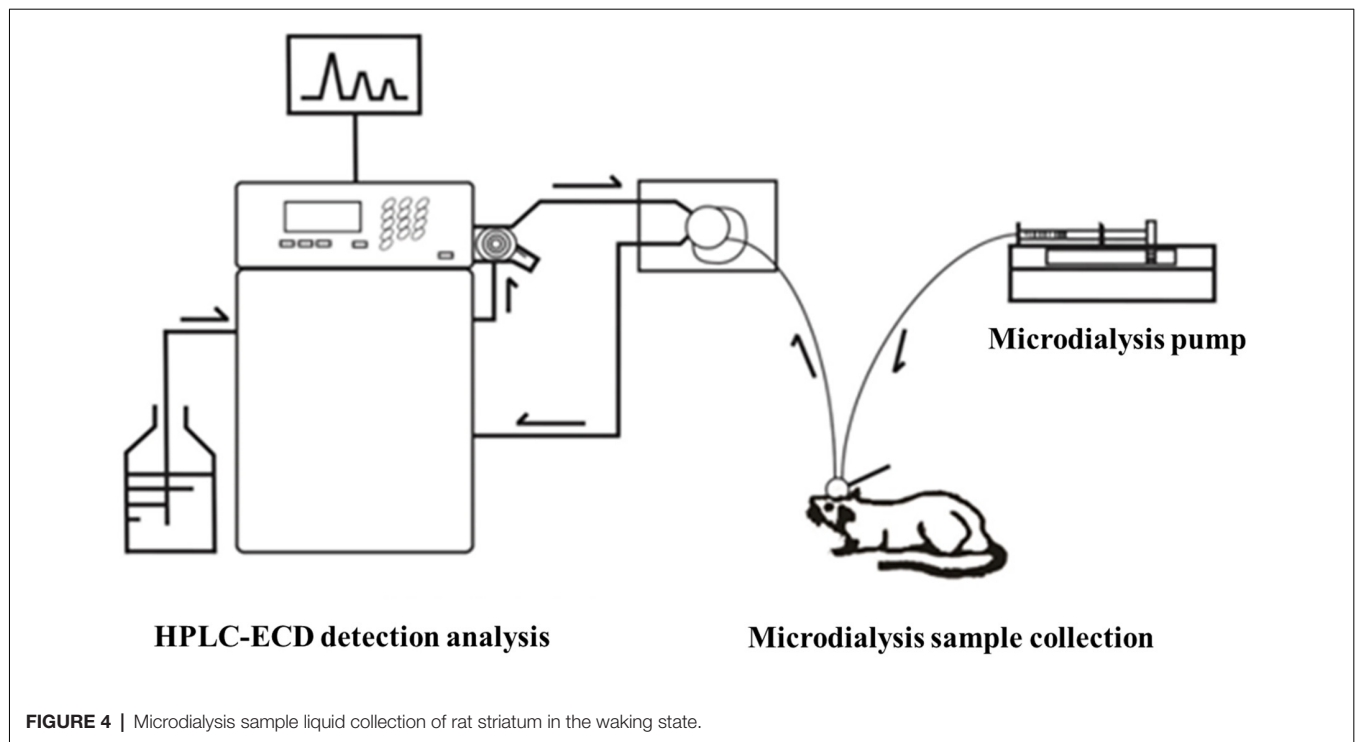 Microdialysis pump
HPLC-ECD detection analysis
Microdialysis sample collection
FIGURE 4 | Microdialysis sample liquid collection of rat striatum in the waking state.